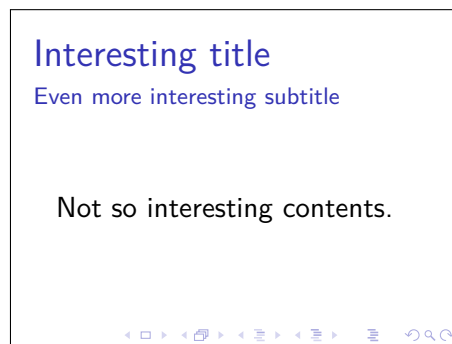 Interesting title
Even more interesting subtitle
Not so interesting contents.